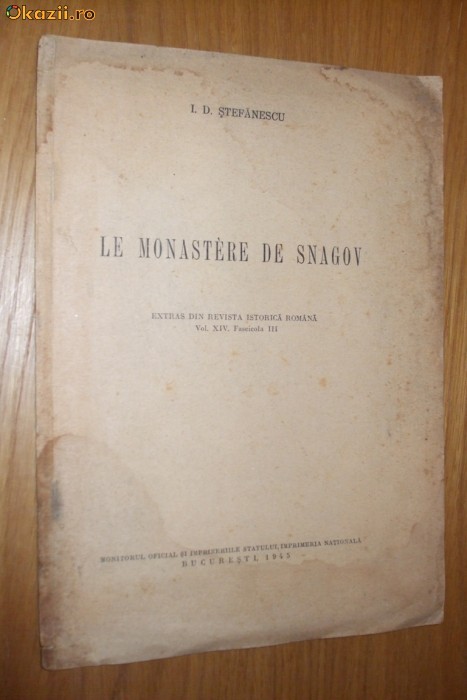 Okazii.ro
I. D. ŞTEFĂNESCU
LE MONASTÈRE DE SNAGOV
EXTRAS DIN REVISTA ISTORICĂ ROMÂNĂ
Vol. XIV, Fascicula III
MONITORUL OFICIAL ŞI IMPRIMERIILE STATULUI, IMPRIMERIA NAŢIONALĂ
BUCUREŞTI, 1945